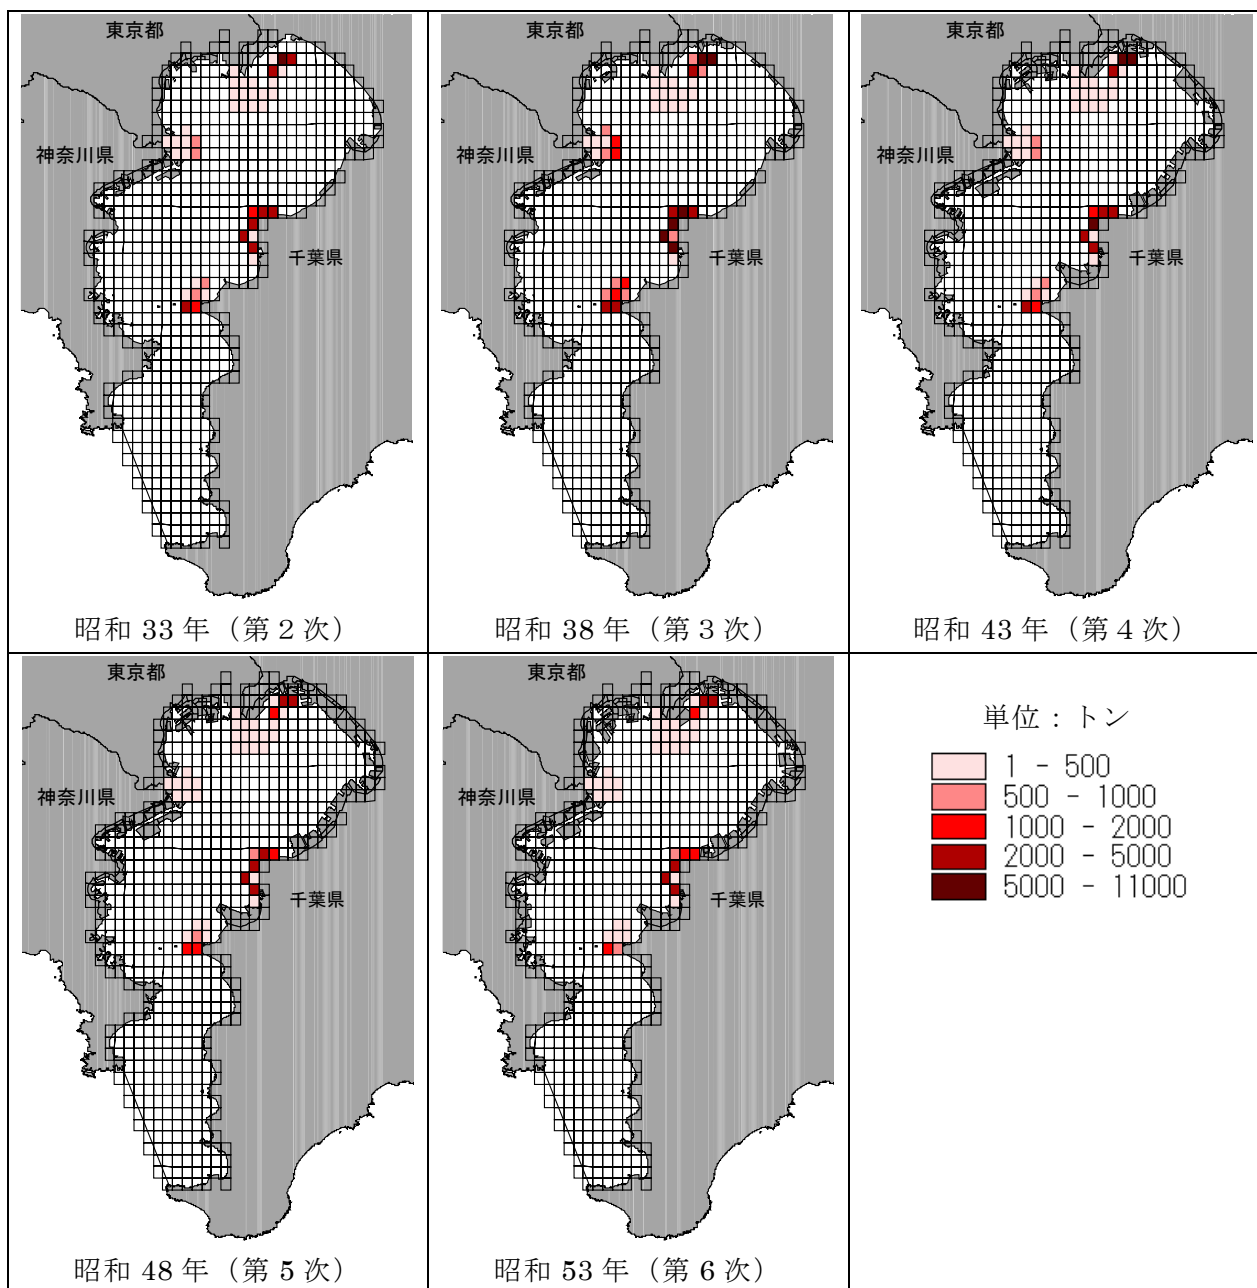 東京都
神奈川県
千葉県
昭和 33 年（第 2 次）
東京都
神奈川県
千葉県
昭和 38 年（第 3 次）
東京都
神奈川県
千葉県
昭和 43 年（第 4 次）
東京都
神奈川県
千葉県
昭和 48 年（第 5 次）
東京都
神奈川県
千葉県
昭和 53 年（第 6 次）
単位：トン
1 - 500
500 - 1000
1000 - 2000
2000 - 5000
5000 - 11000